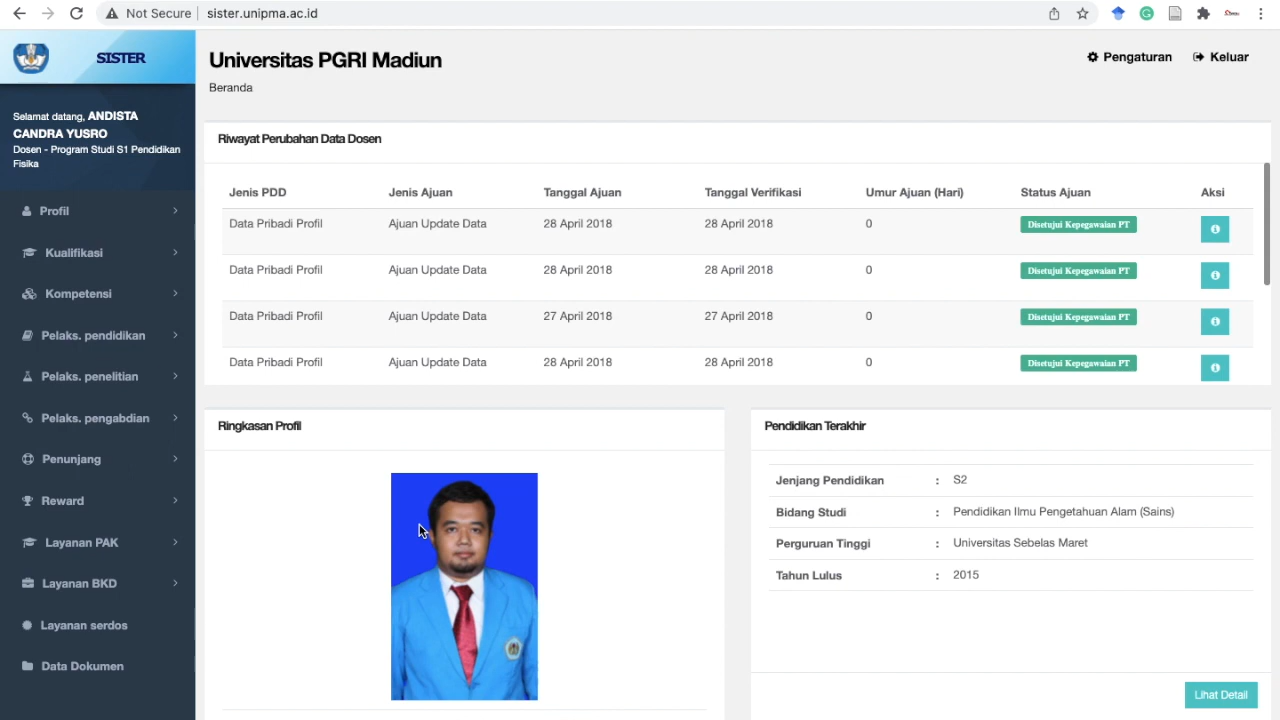 Not Secure
sister.unipma.ac.id
SISTER
Universitas PGRI Madiun
Pengaturan
Keluar
Beranda
Selamat datang, ANDISTA
CANDRA YUSRO
Dosen - Program Studi S1 Pendidikan
Fisika
Profil
Kualifikasi
Kompetensi
Pelaks. pendidikan
Pelaks. penelitian
Pelaks. pengabdian
Penunjang
Reward
Layanan PAK
Layanan BKD
Layanan serdos
Data Dokumen
Riwayat Perubahan Data Dosen
Jenis PDD Jenis Ajuan Tanggal Ajuan Tanggal Verifikasi Umur Ajuan (Hari) Status Ajuan Aksi
Data Pribadi Profil Ajuan Update Data 28 April 2018 28 April 2018 0 Disetujui Kepegawaian PT
Data Pribadi Profil Ajuan Update Data 28 April 2018 28 April 2018 0 Disetujui Kepegawaian PT
Data Pribadi Profil Ajuan Update Data 27 April 2018 27 April 2018 0 Disetujui Kepegawaian PT
Data Pribadi Profil Ajuan Update Data 28 April 2018 28 April 2018 0 Disetujui Kepegawaian PT
Ringkasan Profil
Pendidikan Terakhir
Jenjang Pendidikan : S2
Bidang Studi : Pendidikan Ilmu Pengetahuan Alam (Sains)
Perguruan Tinggi : Universitas Sebelas Maret
Tahun Lulus : 2015
Lihat Detail